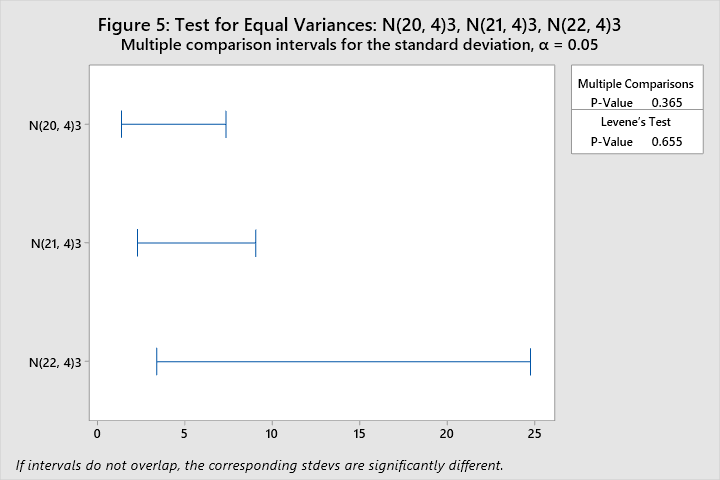 Figure 5: Test for Equal Variances: N(20, 4)3, N(21, 4)3, N(22, 4)3
Multiple comparison intervals for the standard deviation, α = 0.05
Multiple Comparisons
P-Value 0.365
Levene's Test
P-Value 0.655
N(20, 4)3
N(21, 4)3
N(22, 4)3
0 5 10 15 20 25
If intervals do not overlap, the corresponding stdevs are significantly different.